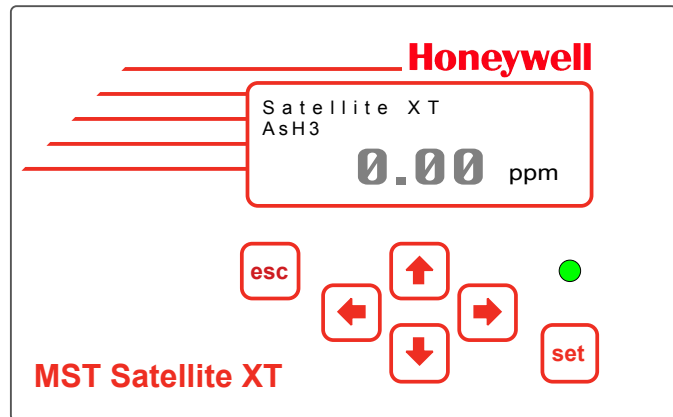 Honeywell
Satellite XT
AsH3
0.00 ppm
esc
set
MST Satellite XT